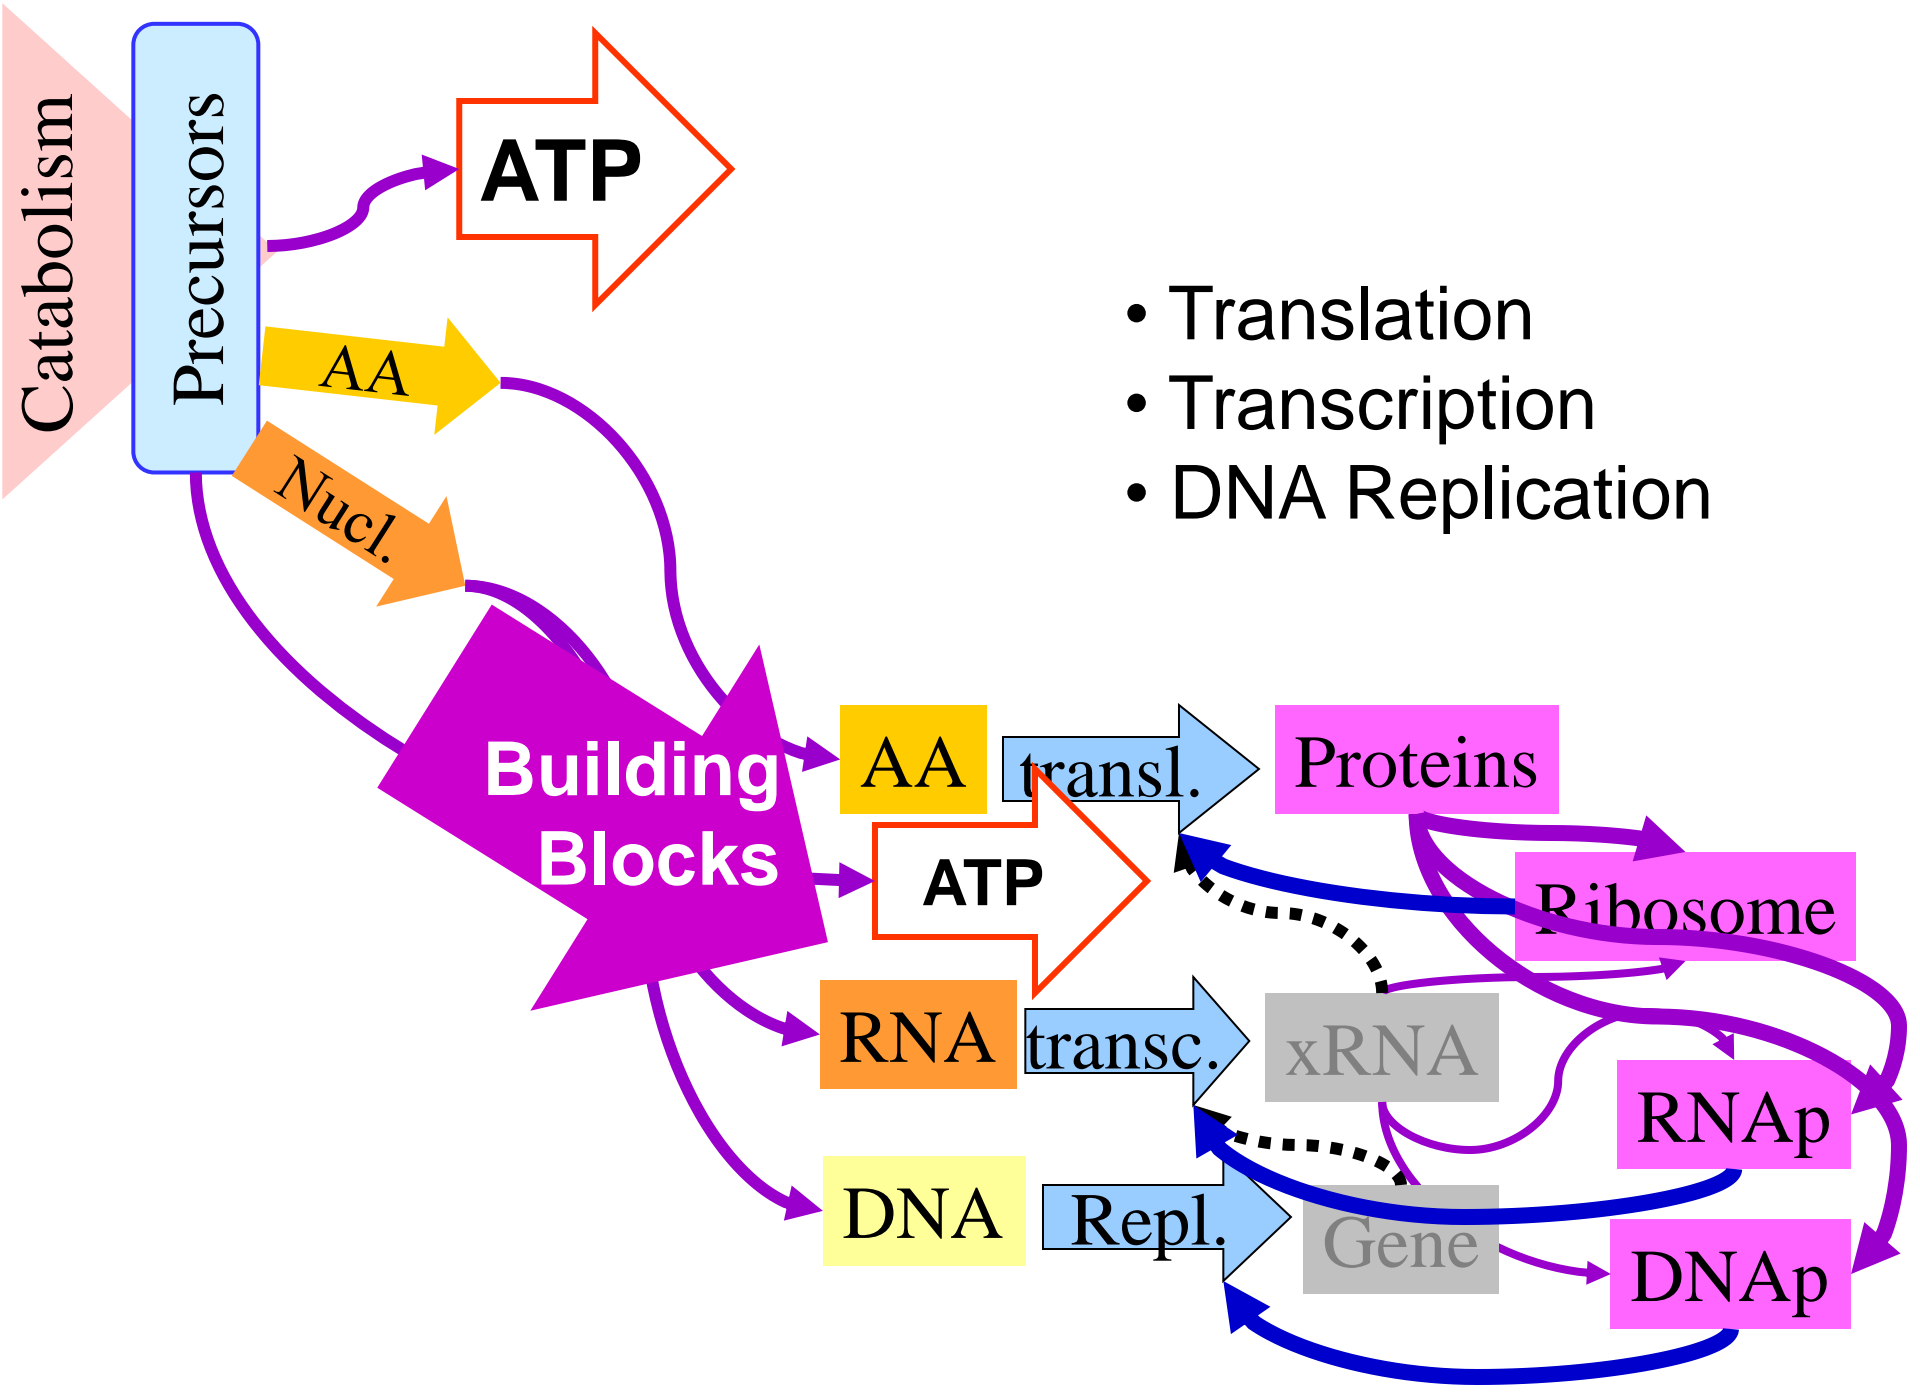 Catabolism
Precursors
ATP
AA
Nucl.
• Translation
• Transcription
• DNA Replication
Building
Blocks
AA
transl.
Proteins
ATP
Ribosome
RNA
transc.
xRNA
RNAp
DNA
Repl.
Gene
DNAp